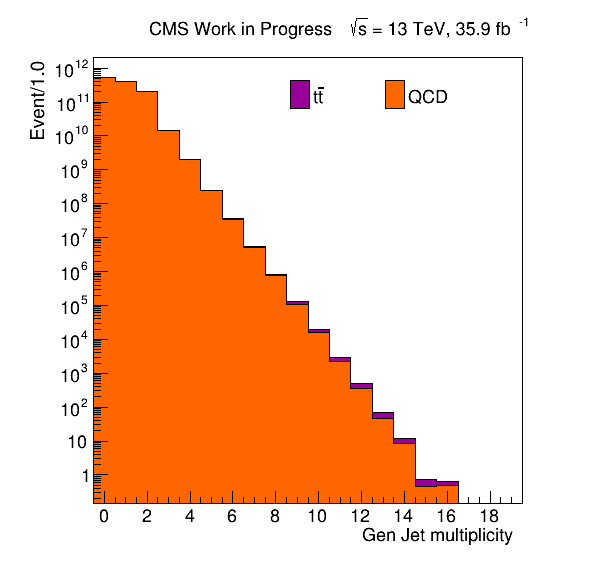 CMS Work in Progress √s = 13 TeV, 35.9 fb⁻¹
Event/1.0
tt̄
QCD
10¹²
10¹¹
10¹⁰
10⁹
10⁸
10⁷
10⁶
10⁵
10⁴
10³
10²
10
1
0 2 4 6 8 10 12 14 16 18
Gen Jet multiplicity